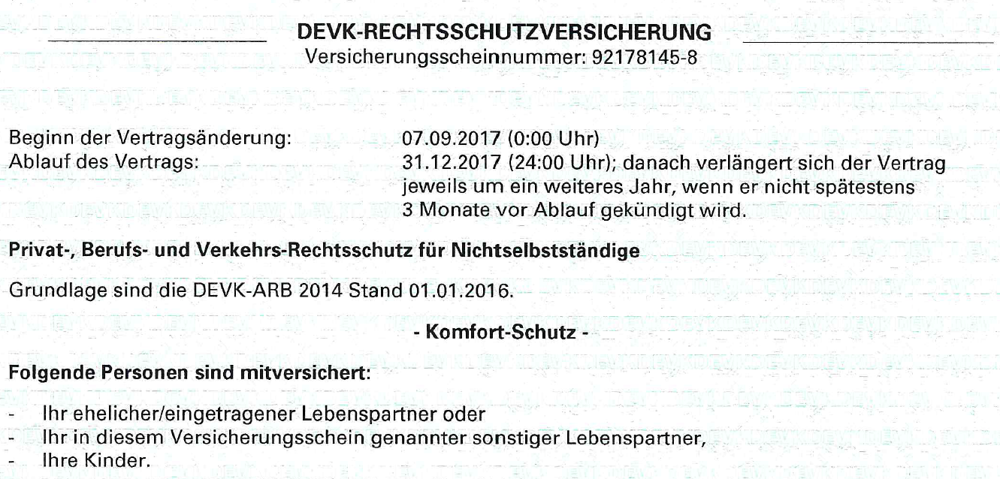 DEVK-RECHTSSCHUTZVERSICHERUNG
Versicherungsscheinnummer: 92178145-8
Beginn der Vertragsänderung: 07.09.2017 (0:00 Uhr)
Ablauf des Vertrags: 31.12.2017 (24:00 Uhr); danach verlängert sich der Vertrag
jeweils um ein weiteres Jahr, wenn er nicht spätestens
3 Monate vor Ablauf gekündigt wird.
Privat-, Berufs- und Verkehrs-Rechtsschutz für Nichtselbstständige
Grundlage sind die DEVK-ARB 2014 Stand 01.01.2016.
- Komfort-Schutz -
Folgende Personen sind mitversichert:
- Ihr ehelicher/eingetragener Lebenspartner oder
- Ihr in diesem Versicherungsschein genannter sonstiger Lebenspartner,
- Ihre Kinder.